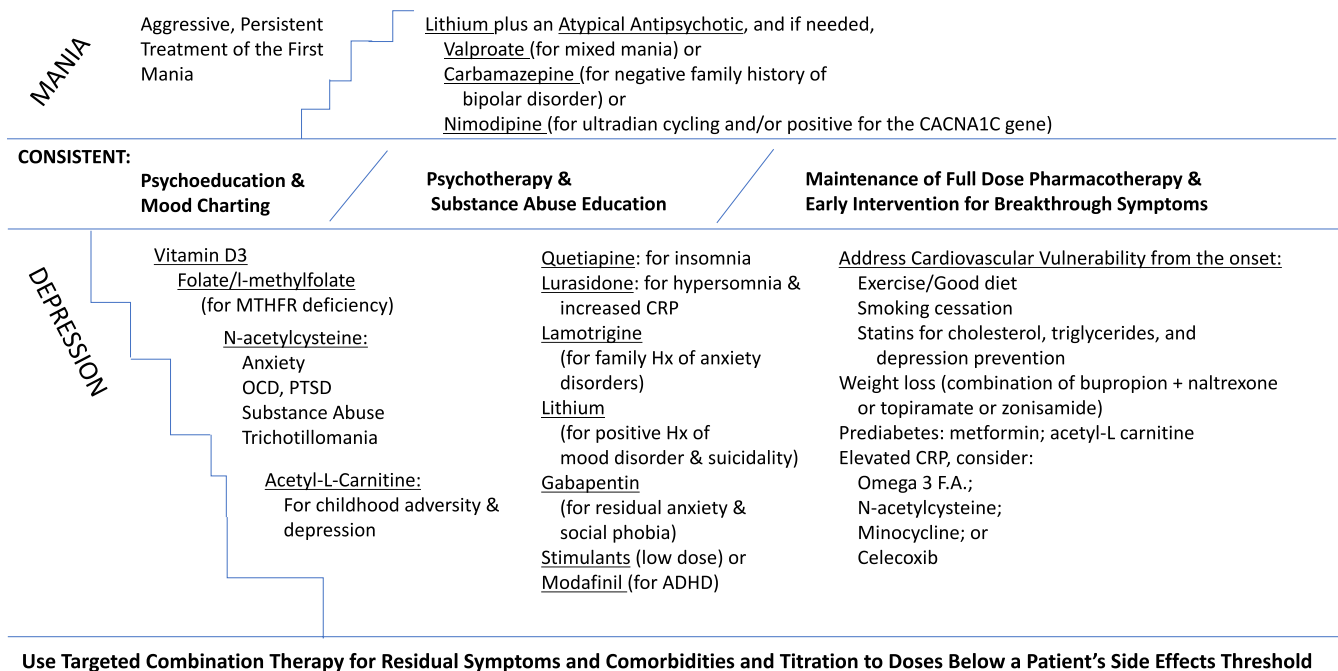 MANIA
Aggressive, Persistent
Treatment of the First
Mania
Lithium plus an Atypical Antipsychotic, and if needed,
Valproate (for mixed mania) or
Carbamazepine (for negative family history of
bipolar disorder) or
Nimodipine (for ultradian cycling and/or positive for the CACNA1C gene)
CONSISTENT:
Psychoeducation &
Mood Charting
Psychotherapy &
Substance Abuse Education
Maintenance of Full Dose Pharmacotherapy &
Early Intervention for Breakthrough Symptoms
DEPRESSION
Vitamin D3
Folate/l-methylfolate
(for MTHFR deficiency)
N-acetylcysteine:
Anxiety
OCD, PTSD
Substance Abuse
Trichotillomania
Acetyl-L-Carnitine:
For childhood adversity &
depression
Quetiapine: for insomnia
Lurasidone: for hypersomnia &
increased CRP
Lamotrigine
(for family Hx of anxiety
disorders)
Lithium
(for positive Hx of
mood disorder & suicidality)
Gabapentin
(for residual anxiety &
social phobia)
Stimulants (low dose) or
Modafinil (for ADHD)
Address Cardiovascular Vulnerability from the onset:
Exercise/Good diet
Smoking cessation
Statins for cholesterol, triglycerides, and
depression prevention
Weight loss (combination of bupropion + naltrexone
or topiramate or zonisamide)
Prediabetes: metformin; acetyl-L carnitine
Elevated CRP, consider:
Omega 3 F.A.;
N-acetylcysteine;
Minocycline; or
Celecoxib
Use Targeted Combination Therapy for Residual Symptoms and Comorbidities and Titration to Doses Below a Patient's Side Effects Threshold